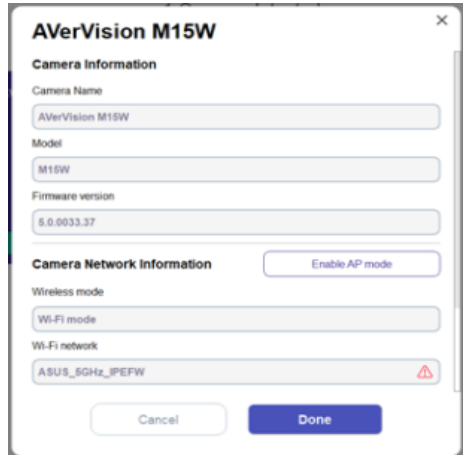 AVerVision M15W
Camera Information
Camera Name
AVerVision M15W
Model
M15W
Firmware version
5.0.0033.37
Camera Network Information
Enable AP mode
Wireless mode
Wi-Fi mode
Wi-Fi network
ASUS_5GHz_IPEFW
Cancel
Done